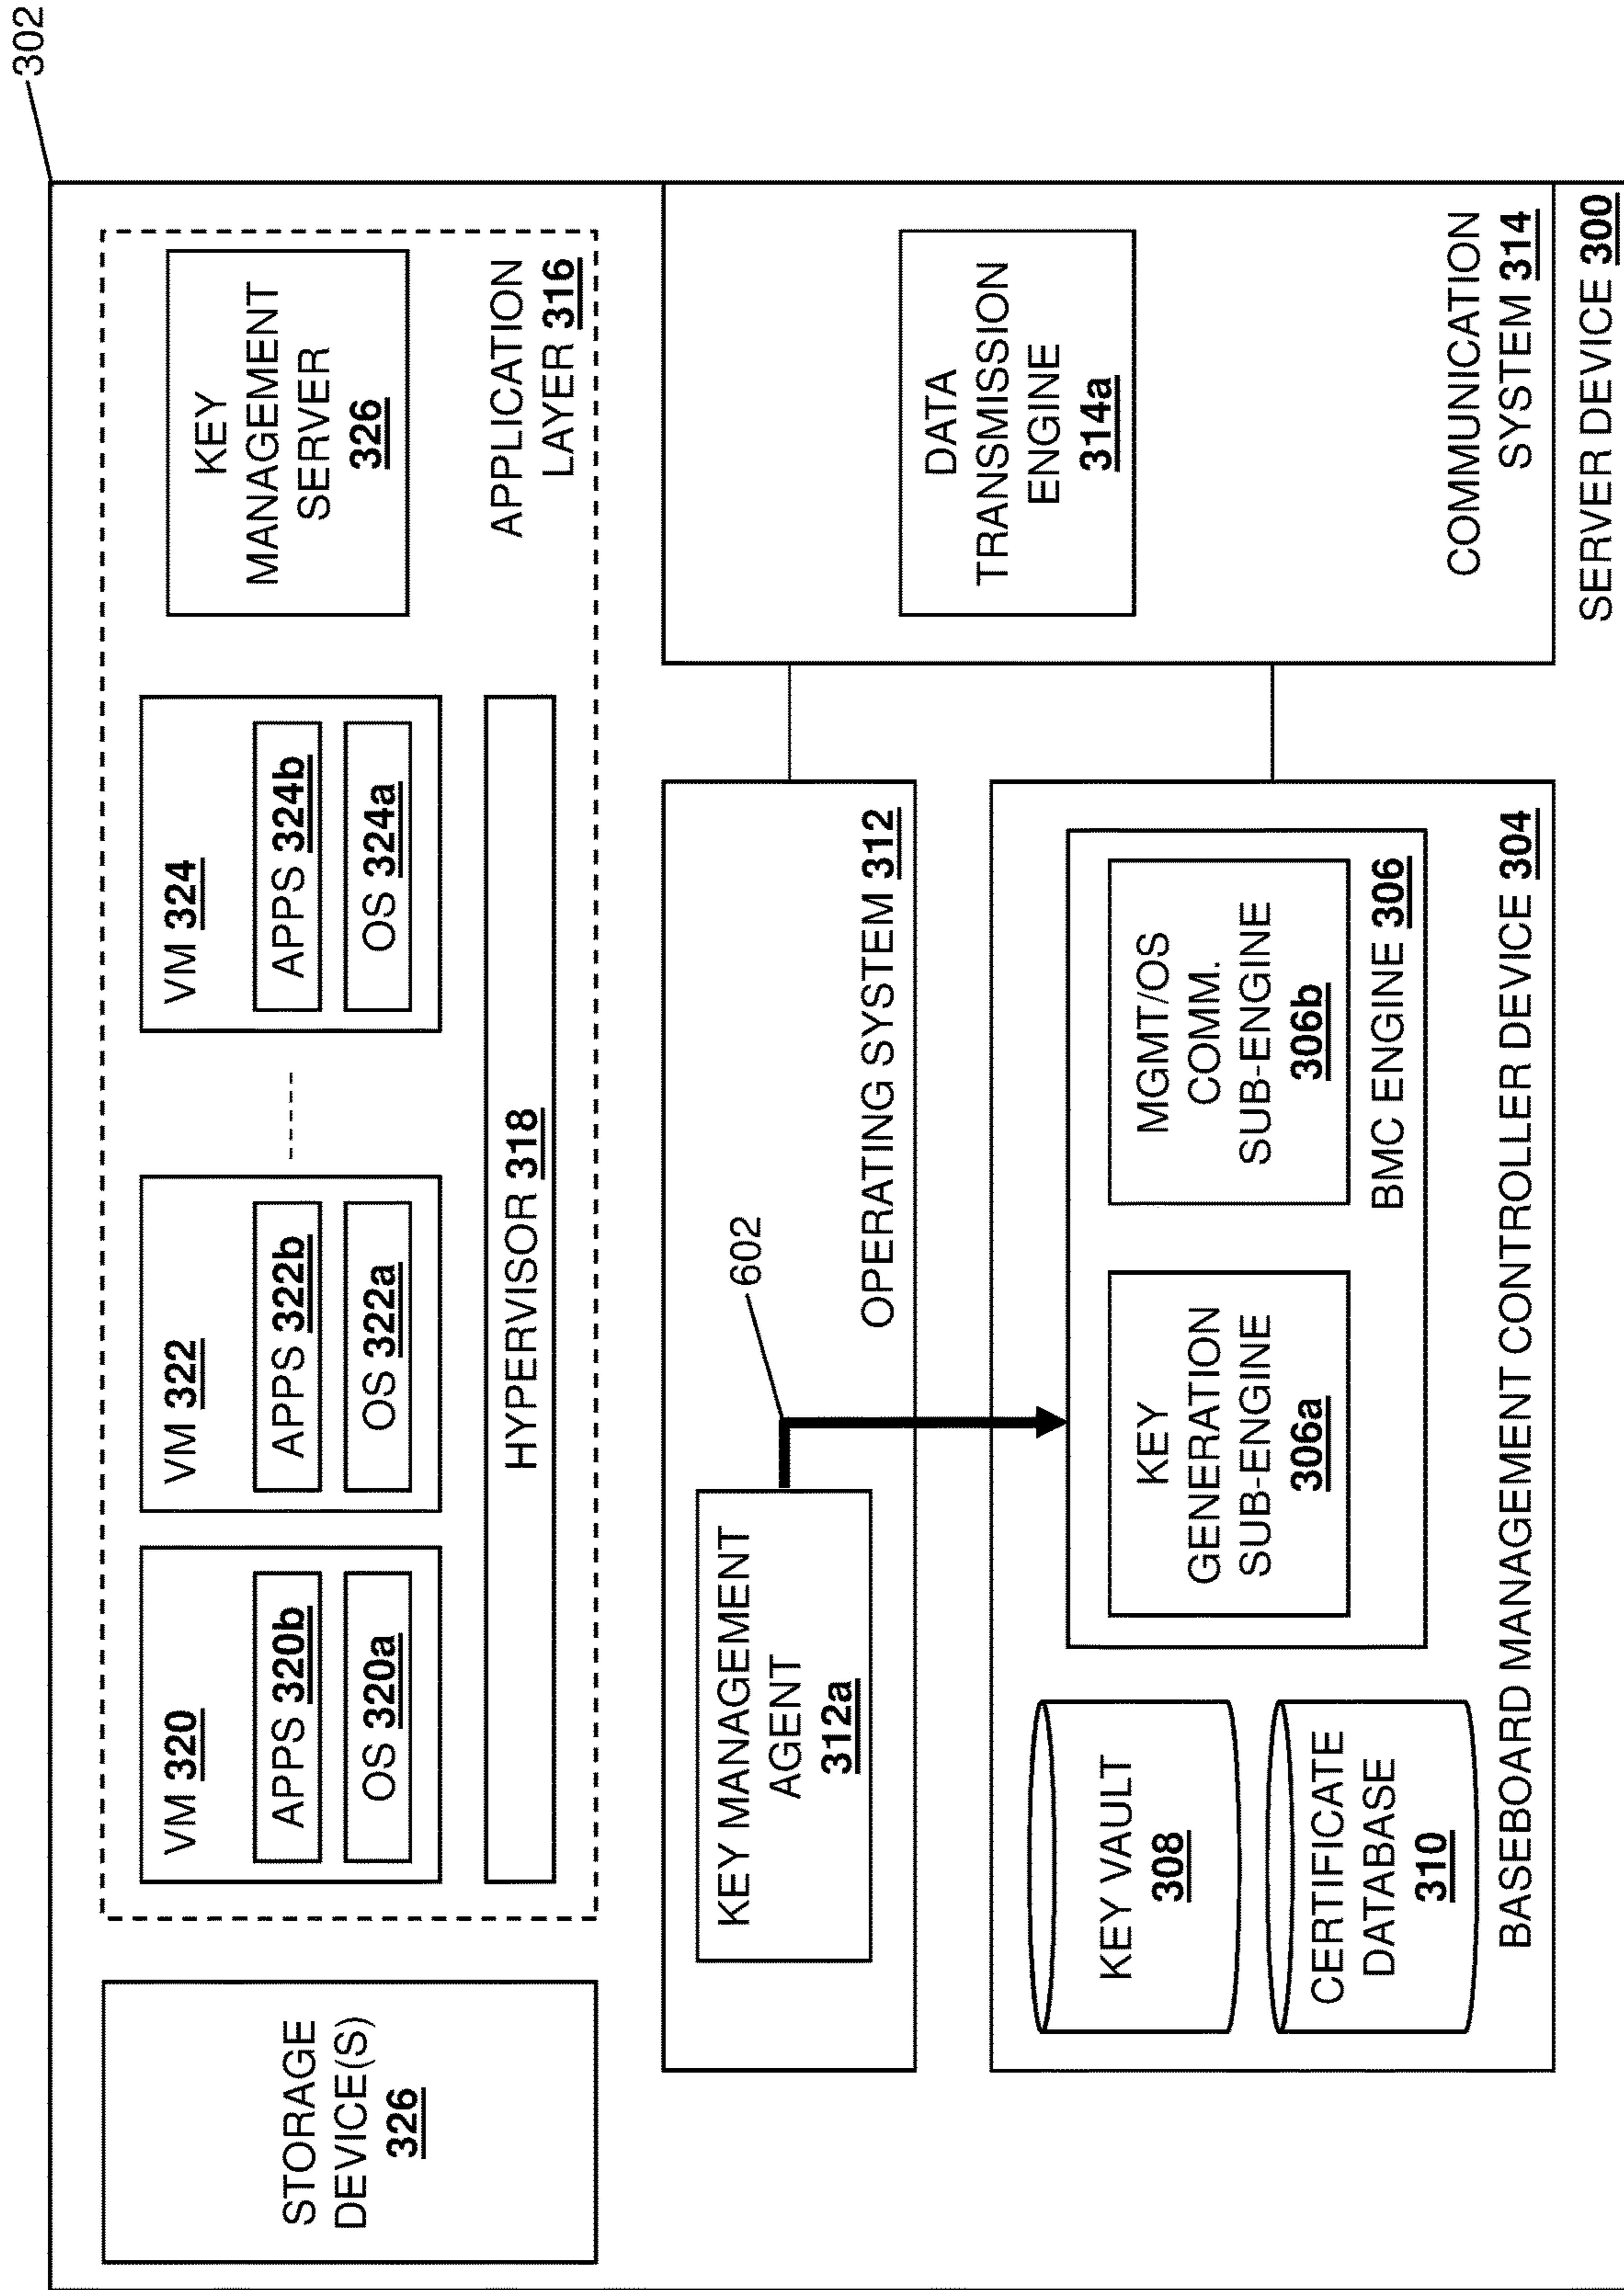 302
STORAGE
DEVICE(S)
326
VM 320
APPS 320b
OS 320a
VM 322
APPS 322b
OS 322a
VM 324
APPS 324b
OS 324a
HYPERVISOR 318
KEY
MANAGEMENT
SERVER
326
APPLICATION
LAYER 316
KEY MANAGEMENT
AGENT
312a
602
OPERATING SYSTEM 312
KEY VAULT
308
CERTIFICATE
DATABASE
310
KEY
GENERATION
SUB-ENGINE
306a
MGMT/OS
COMM.
SUB-ENGINE
306b
BMC ENGINE 306
BASEBOARD MANAGEMENT CONTROLLER DEVICE 304
DATA
TRANSMISSION
ENGINE
314a
COMMUNICATION
SYSTEM 314
SERVER DEVICE 300